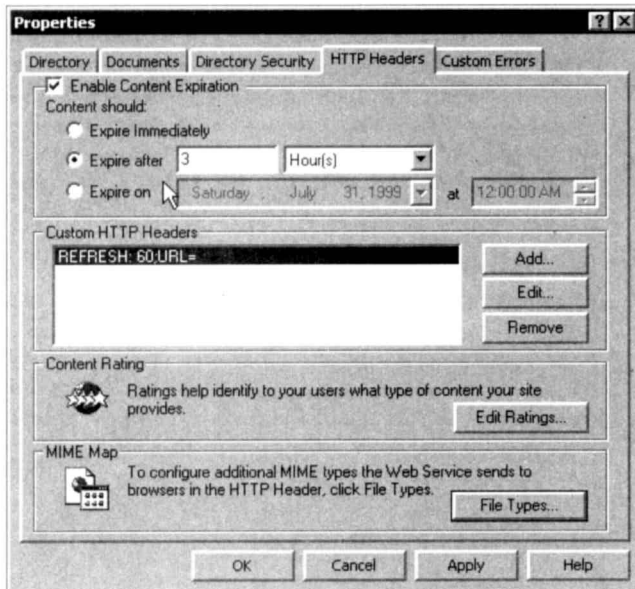 Properties
Directory Documents Directory Security HTTP Headers Custom Errors
Enable Content Expiration
Content should:
Expire Immediately
Expire after 3 Hour(s)
Expire on Saturday , July 31, 1999 at 12:00:00 AM
Custom HTTP Headers
REFRESH: 60;URL=
Add...
Edit...
Remove
Content Rating
Ratings help identify to your users what type of content your site
provides.
Edit Ratings...
MIME Map
To configure additional MIME types the Web Service sends to
browsers in the HTTP Header, click File Types.
File Types...
OK Cancel Apply Help